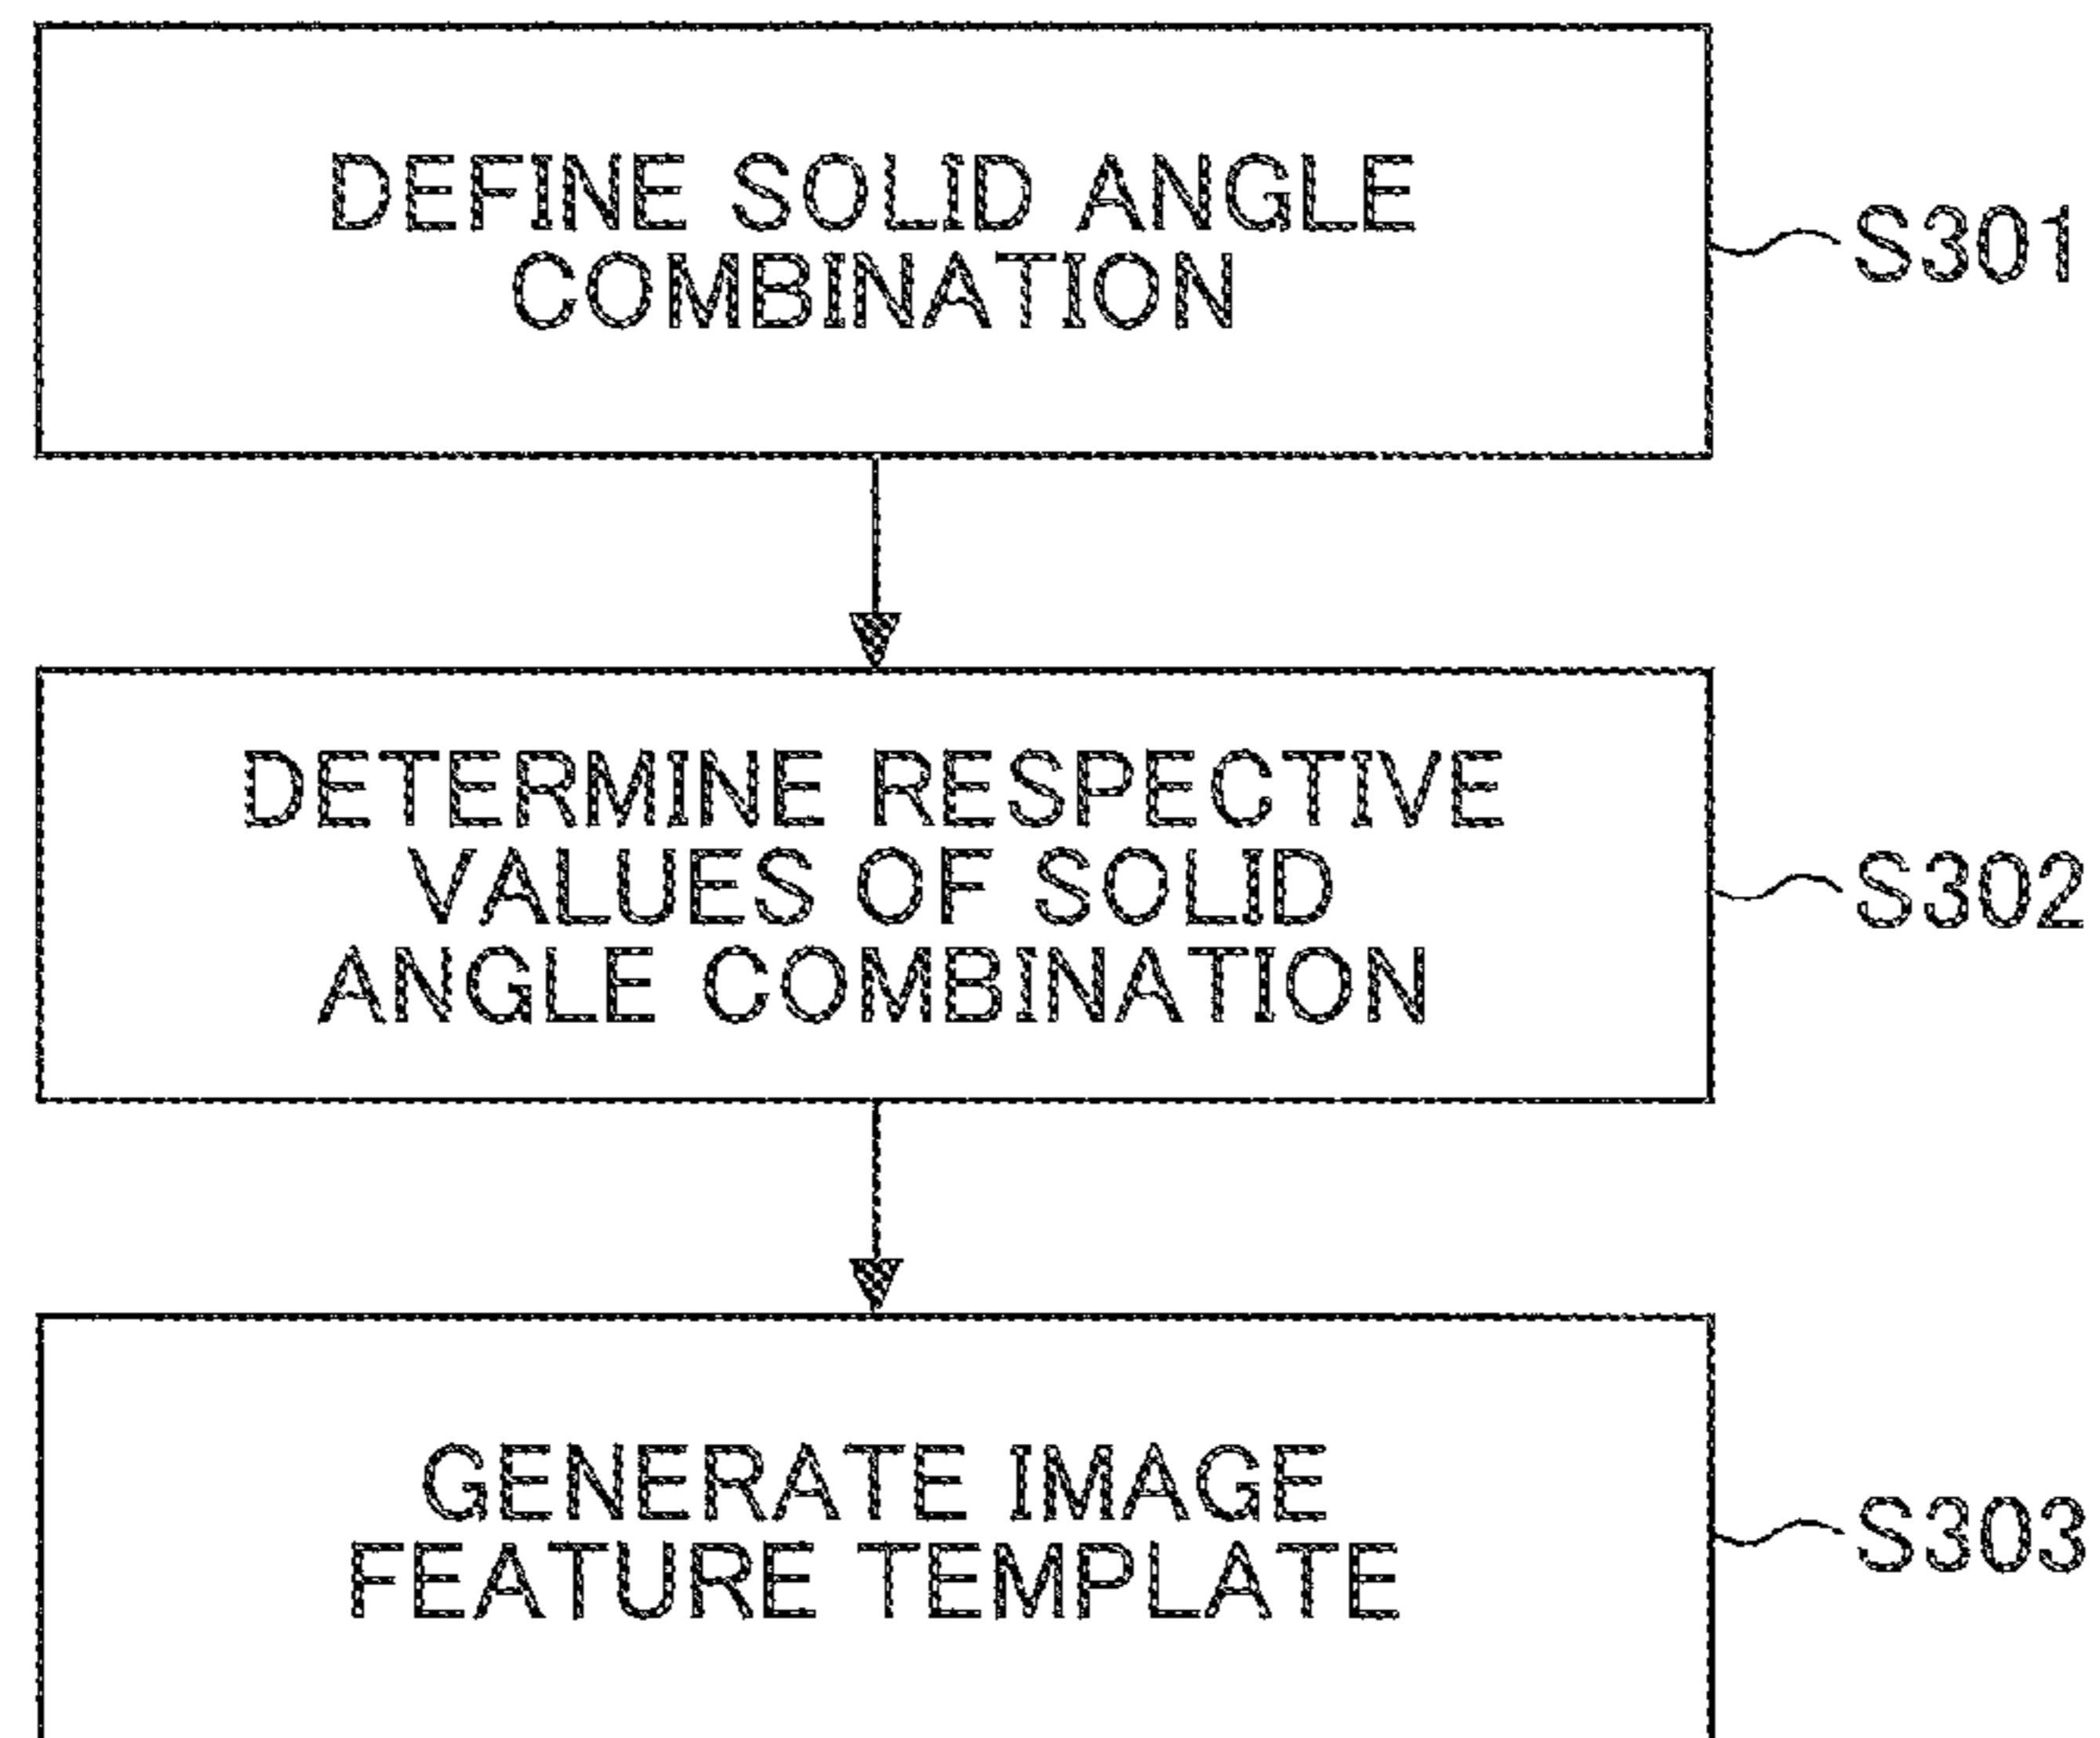 DEFINE SOLID ANGLE
COMBINATION
S301
DETERMINE RESPECTIVE
VALUES OF SOLID
ANGLE COMBINATION
S302
GENERATE IMAGE
FEATURE TEMPLATE
S303